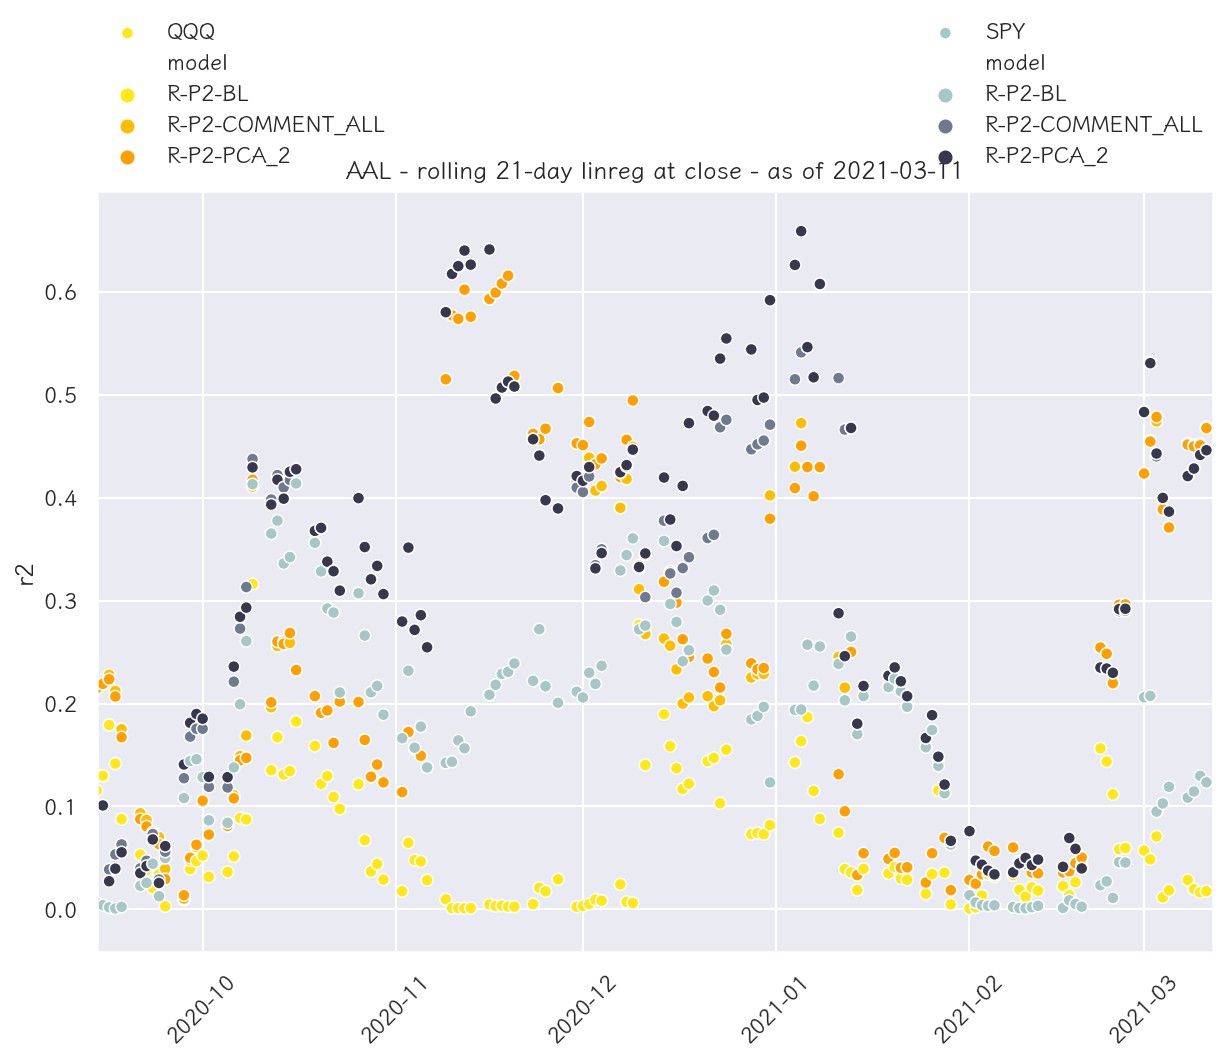 QQQ
model
R-P2-BL
R-P2-COMMENT_ALL
R-P2-PCA_2
SPY
model
R-P2-BL
R-P2-COMMENT_ALL
R-P2-PCA_2
AAL - rolling 21-day linreg at close - as of 2021-03-11
r2
0.6
0.5
0.4
0.3
0.2
0.1
0.0
2020-10
2020-11
2020-12
2021-01
2021-02
2021-03